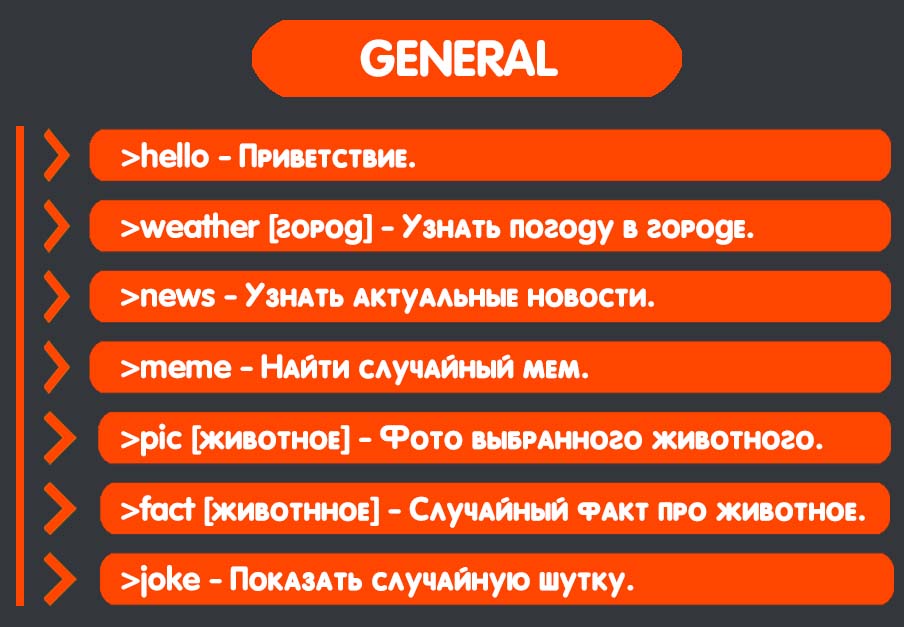 GENERAL
>hello - Приветствие.
>weather [город] - Узнать погоду в городе.
>news - Узнать актуальные новости.
>meme - Найти случайный мем.
>pic [животное] - Фото выбранного животного.
>fact [животнное] - Случайный факт про животное.
>joke - Показать случайную шутку.